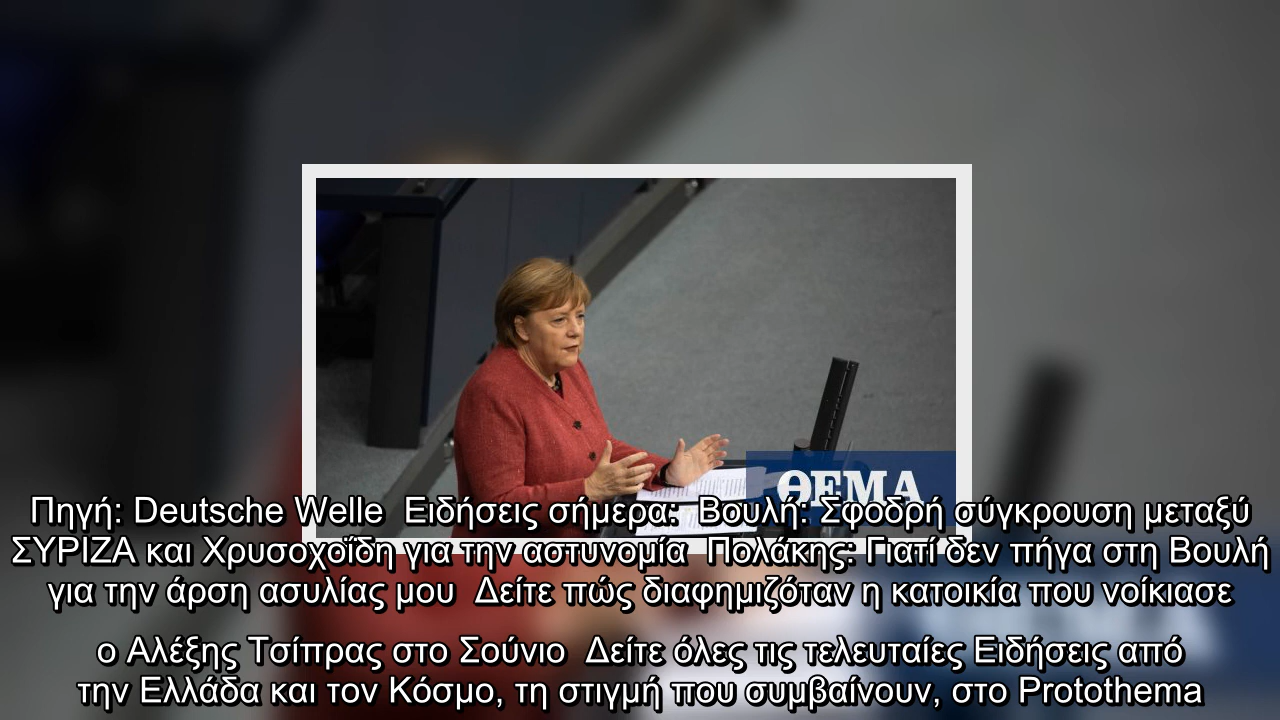 ΘΕΜΑ
Πηγή: Deutsche Welle  Ειδήσεις σήμερα:  Βουλή: Σφοδρή σύγκρουση μεταξύ
ΣΥΡΙΖΑ και Χρυσοχοΐδη για την αστυνομία  Πολάκης: Γιατί δεν πήγα στη Βουλή
για την άρση ασυλίας μου  Δείτε πώς διαφημιζόταν η κατοικία που νοίκιασε
ο Αλέξης Τσίπρας στο Σούνιο  Δείτε όλες τις τελευταίες Ειδήσεις από
την Ελλάδα και τον Κόσμο, τη στιγμή που συμβαίνουν, στο Protothema